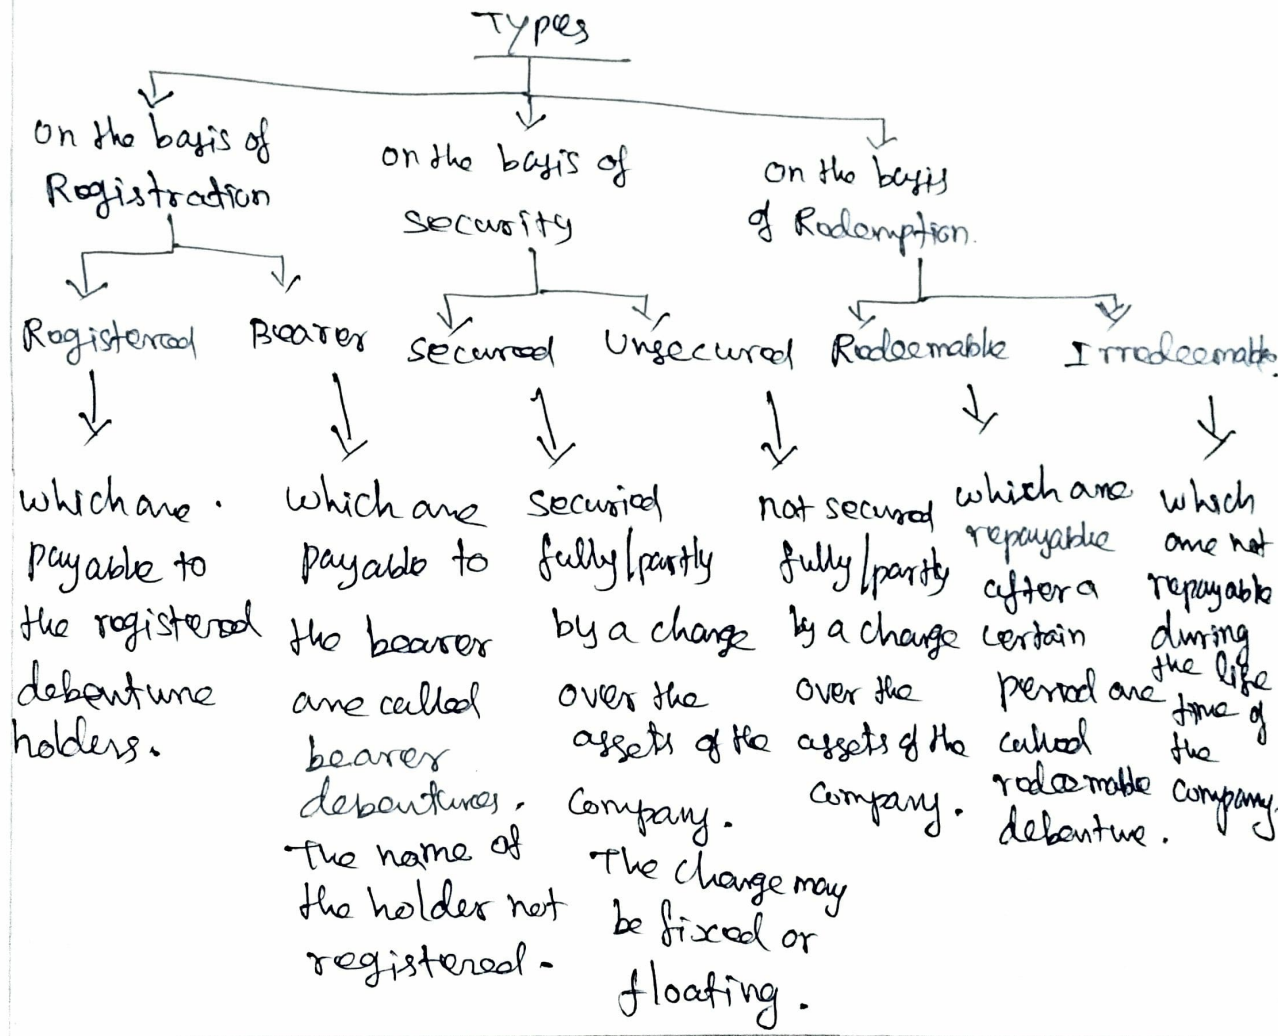 Types
on the basis of
Registration
on the basis of
security
on the basis
of Redemption.
Registered
Bearer
Secured
Unsecured
Redeemable
Irredeemable.
which are.
payable to
the registered
debenture
holders.
which are
payable to
the bearer
are called
bearer
debentures.
The name of
the holder not
registered-
securied
fully/partly
by a charge
over the
assets of the
Company.
The charge may
be fixed or
floating.
not secured
fully/partly
by a charge
over the
assets of the
company.
which are
repayable
after a
certain
period are
called
redeemable
debenture.
which
are not
repayable
during
the life
time of
the
company.